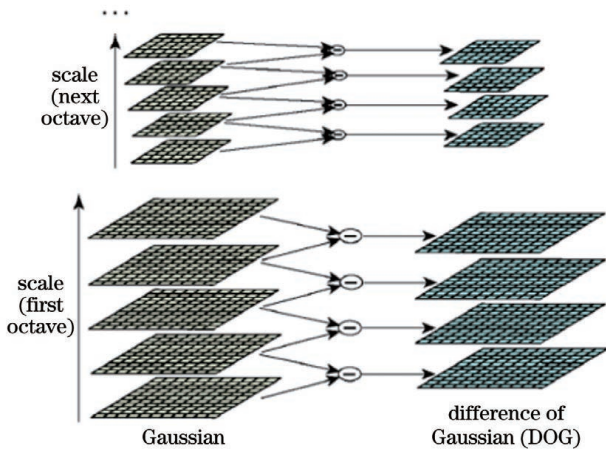 ...
scale
(next
octave)
scale
(first
octave)
Gaussian
difference of
Gaussian (DOG)